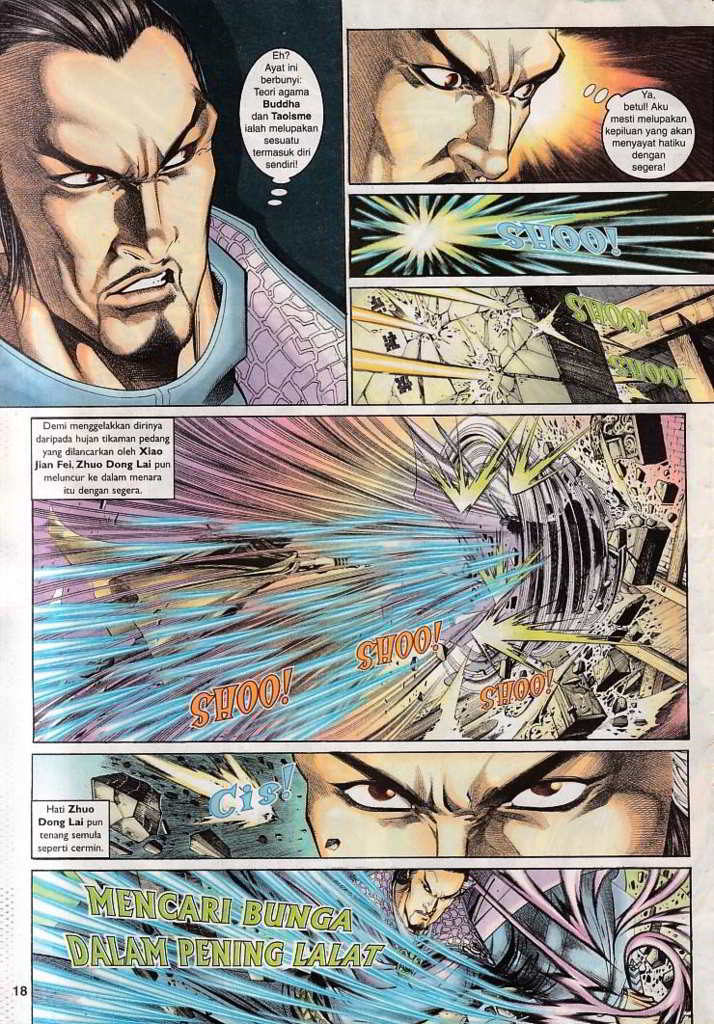 Eh?
Ayat ini
berbunyi:
Teori agama
Buddha
dan Taoisme
ialah melupakan
sesuatu
termasuk diri
sendiri!
Ya,
betul! Aku
mesti melupakan
kepiluan yang akan
menyayat hatiku
dengan
segera!
SHOO!
SHOO!
SHOO!
Demi menggelakkan dirinya
daripada hujan tikaman pedang
yang dilancarkan oleh Xiao
Jian Fei, Zhuo Dong Lai pun
meluncur ke dalam menara
itu dengan segera.
SHOO!
SHOO!
SHOO!
Cis!
Hati Zhuo
Dong Lai pun
tenang semula
seperti cermin.
MENCARI BUNGA
DALAM PENING LALAT
18